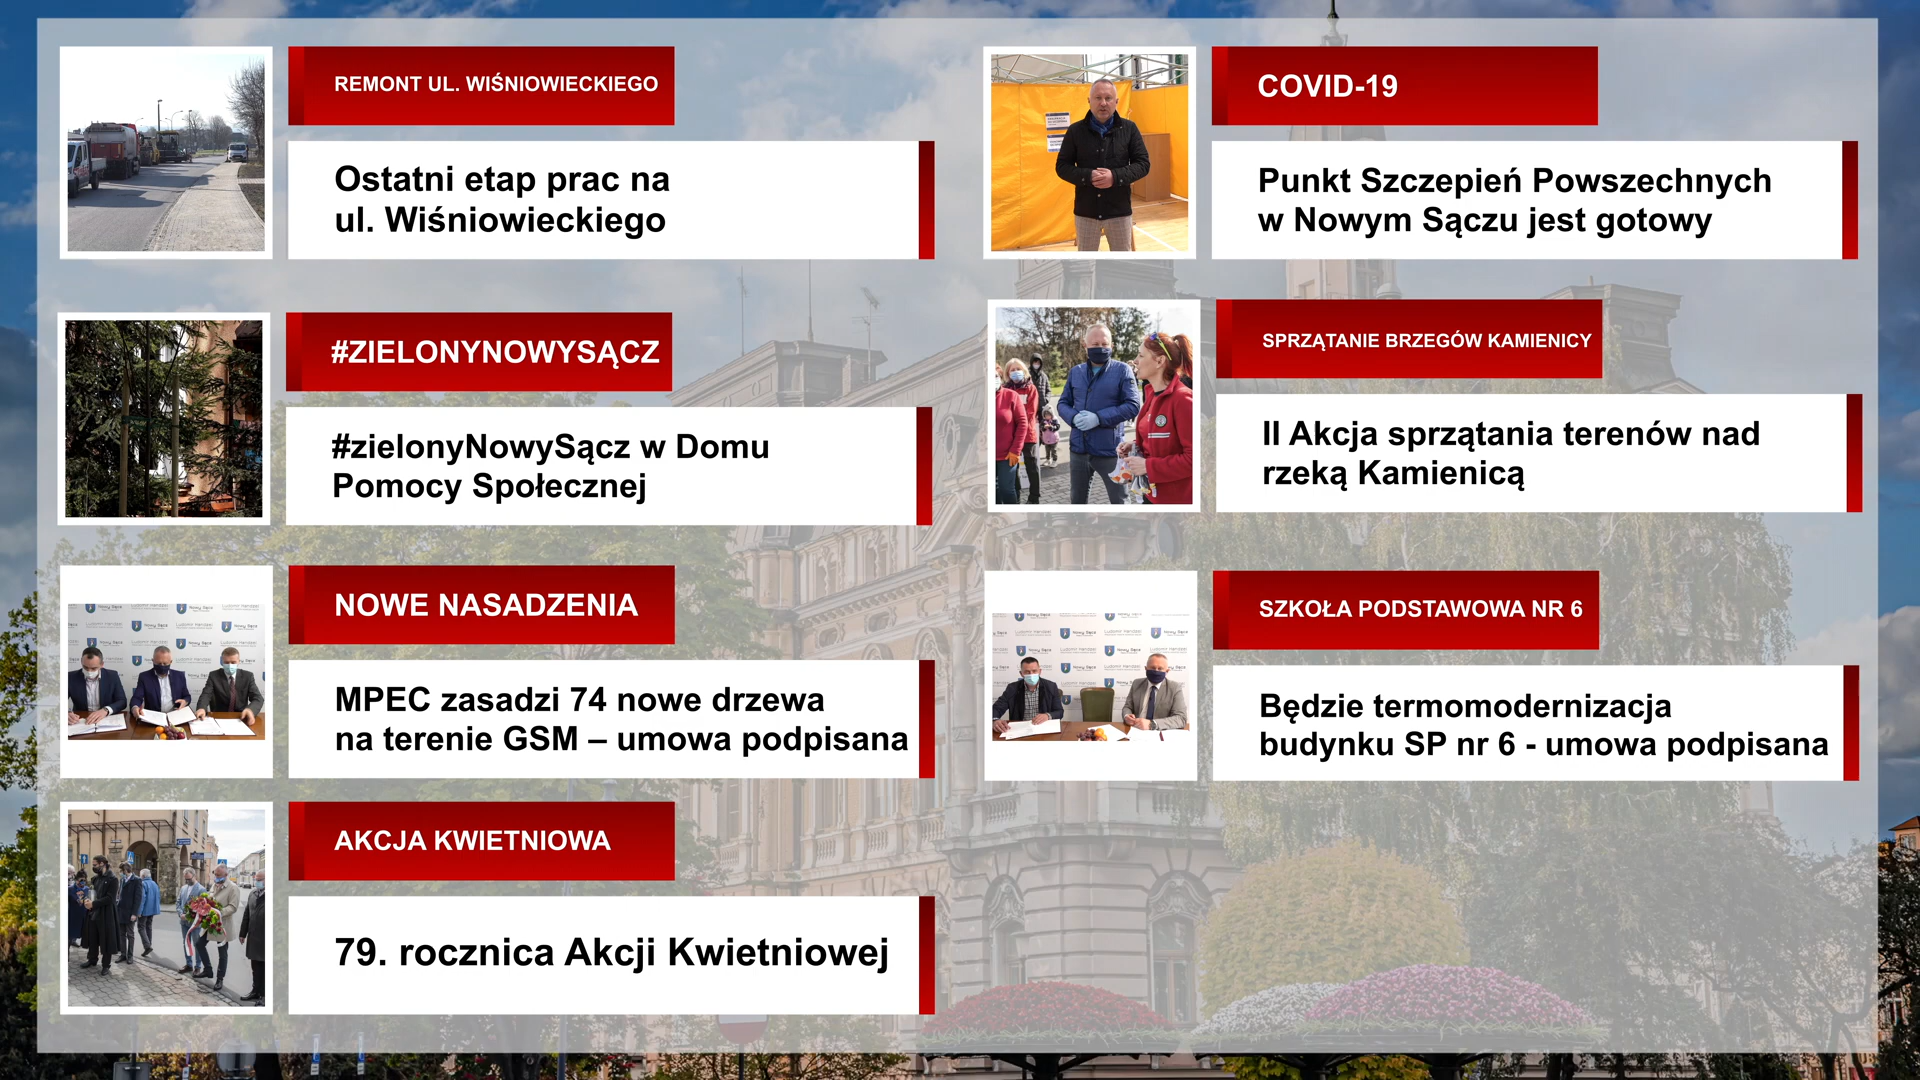 REMONT UL. WIŚNIOWIECKIEGO
Ostatni etap prac na
ul. Wiśniowieckiego
#ZIELONYNOWYSĄCZ
#zielonyNowySącz w Domu
Pomocy Społecznej
NOWE NASADZENIA
MPEC zasadzi 74 nowe drzewa
na terenie GSM – umowa podpisana
AKCJA KWIETNIOWA
79. rocznica Akcji Kwietniowej
COVID-19
Punkt Szczepień Powszechnych
w Nowym Sączu jest gotowy
SPRZĄTANIE BRZEGÓW KAMIENICY
II Akcja sprzątania terenów nad
rzeką Kamienicą
SZKOŁA PODSTAWOWA NR 6
Będzie termomodernizacja
budynku SP nr 6 - umowa podpisana